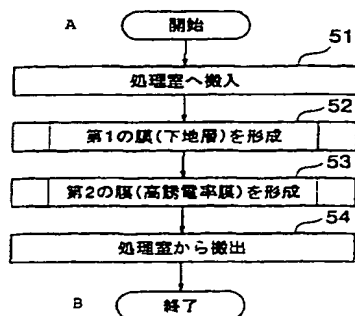 A 開始
51
処理室へ搬入
52
第1の膜(下地層)を形成
53
第2の膜(高誘電率膜)を形成
54
処理室から搬出
B 終了